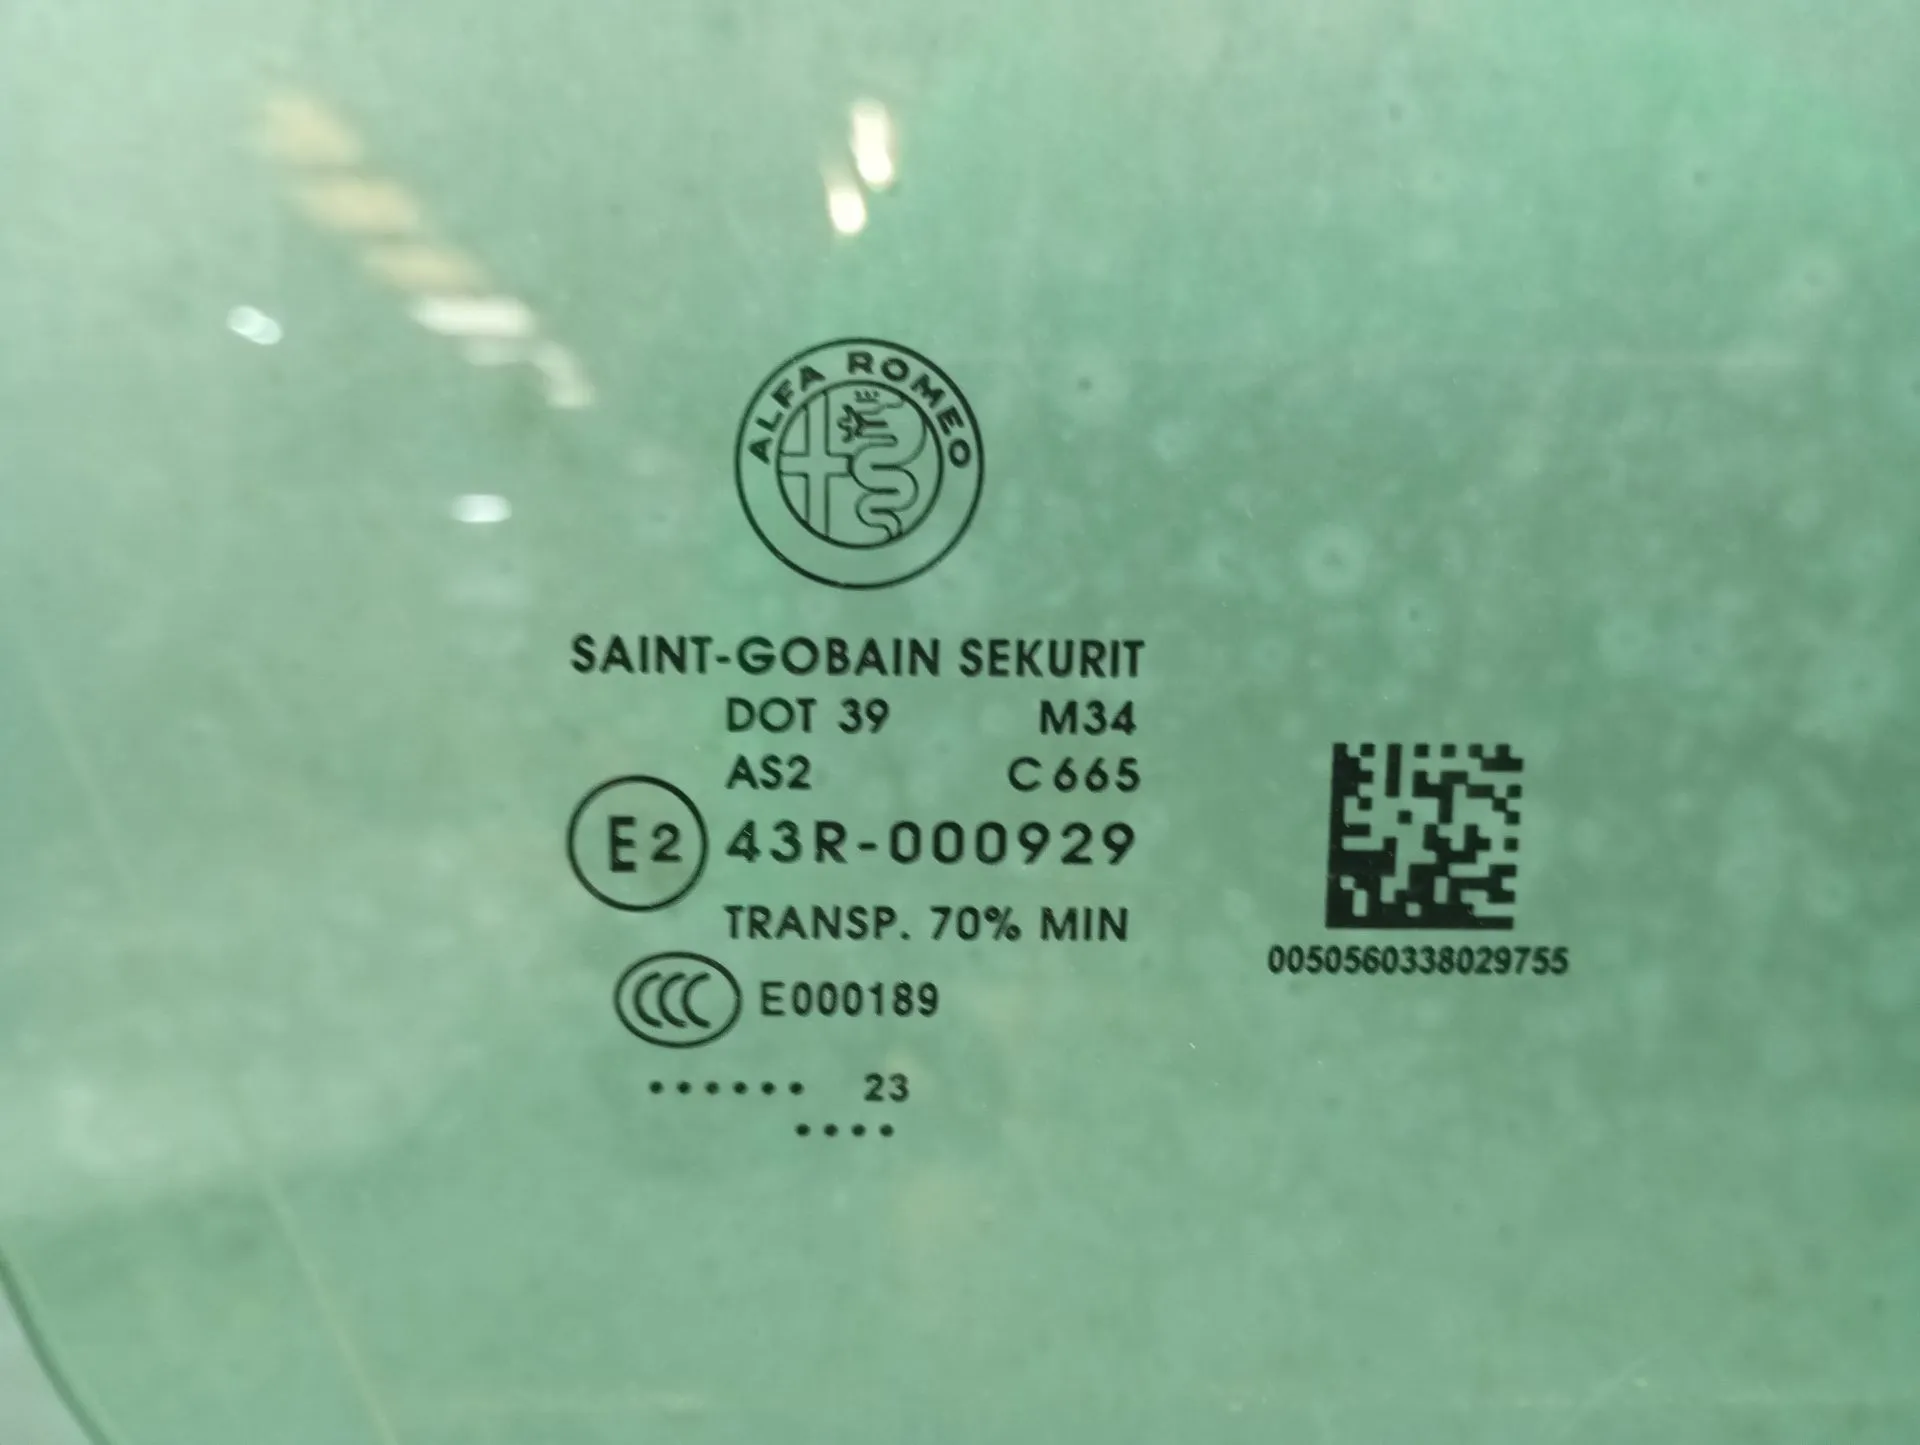 ALFA ROMEO
SAINT-GOBAIN SEKURIT
DOT 39 M34
AS2 C665
E2 43R-000929
TRANSP. 70% MIN
CCC E000189
...... 23
....
0050560338029755